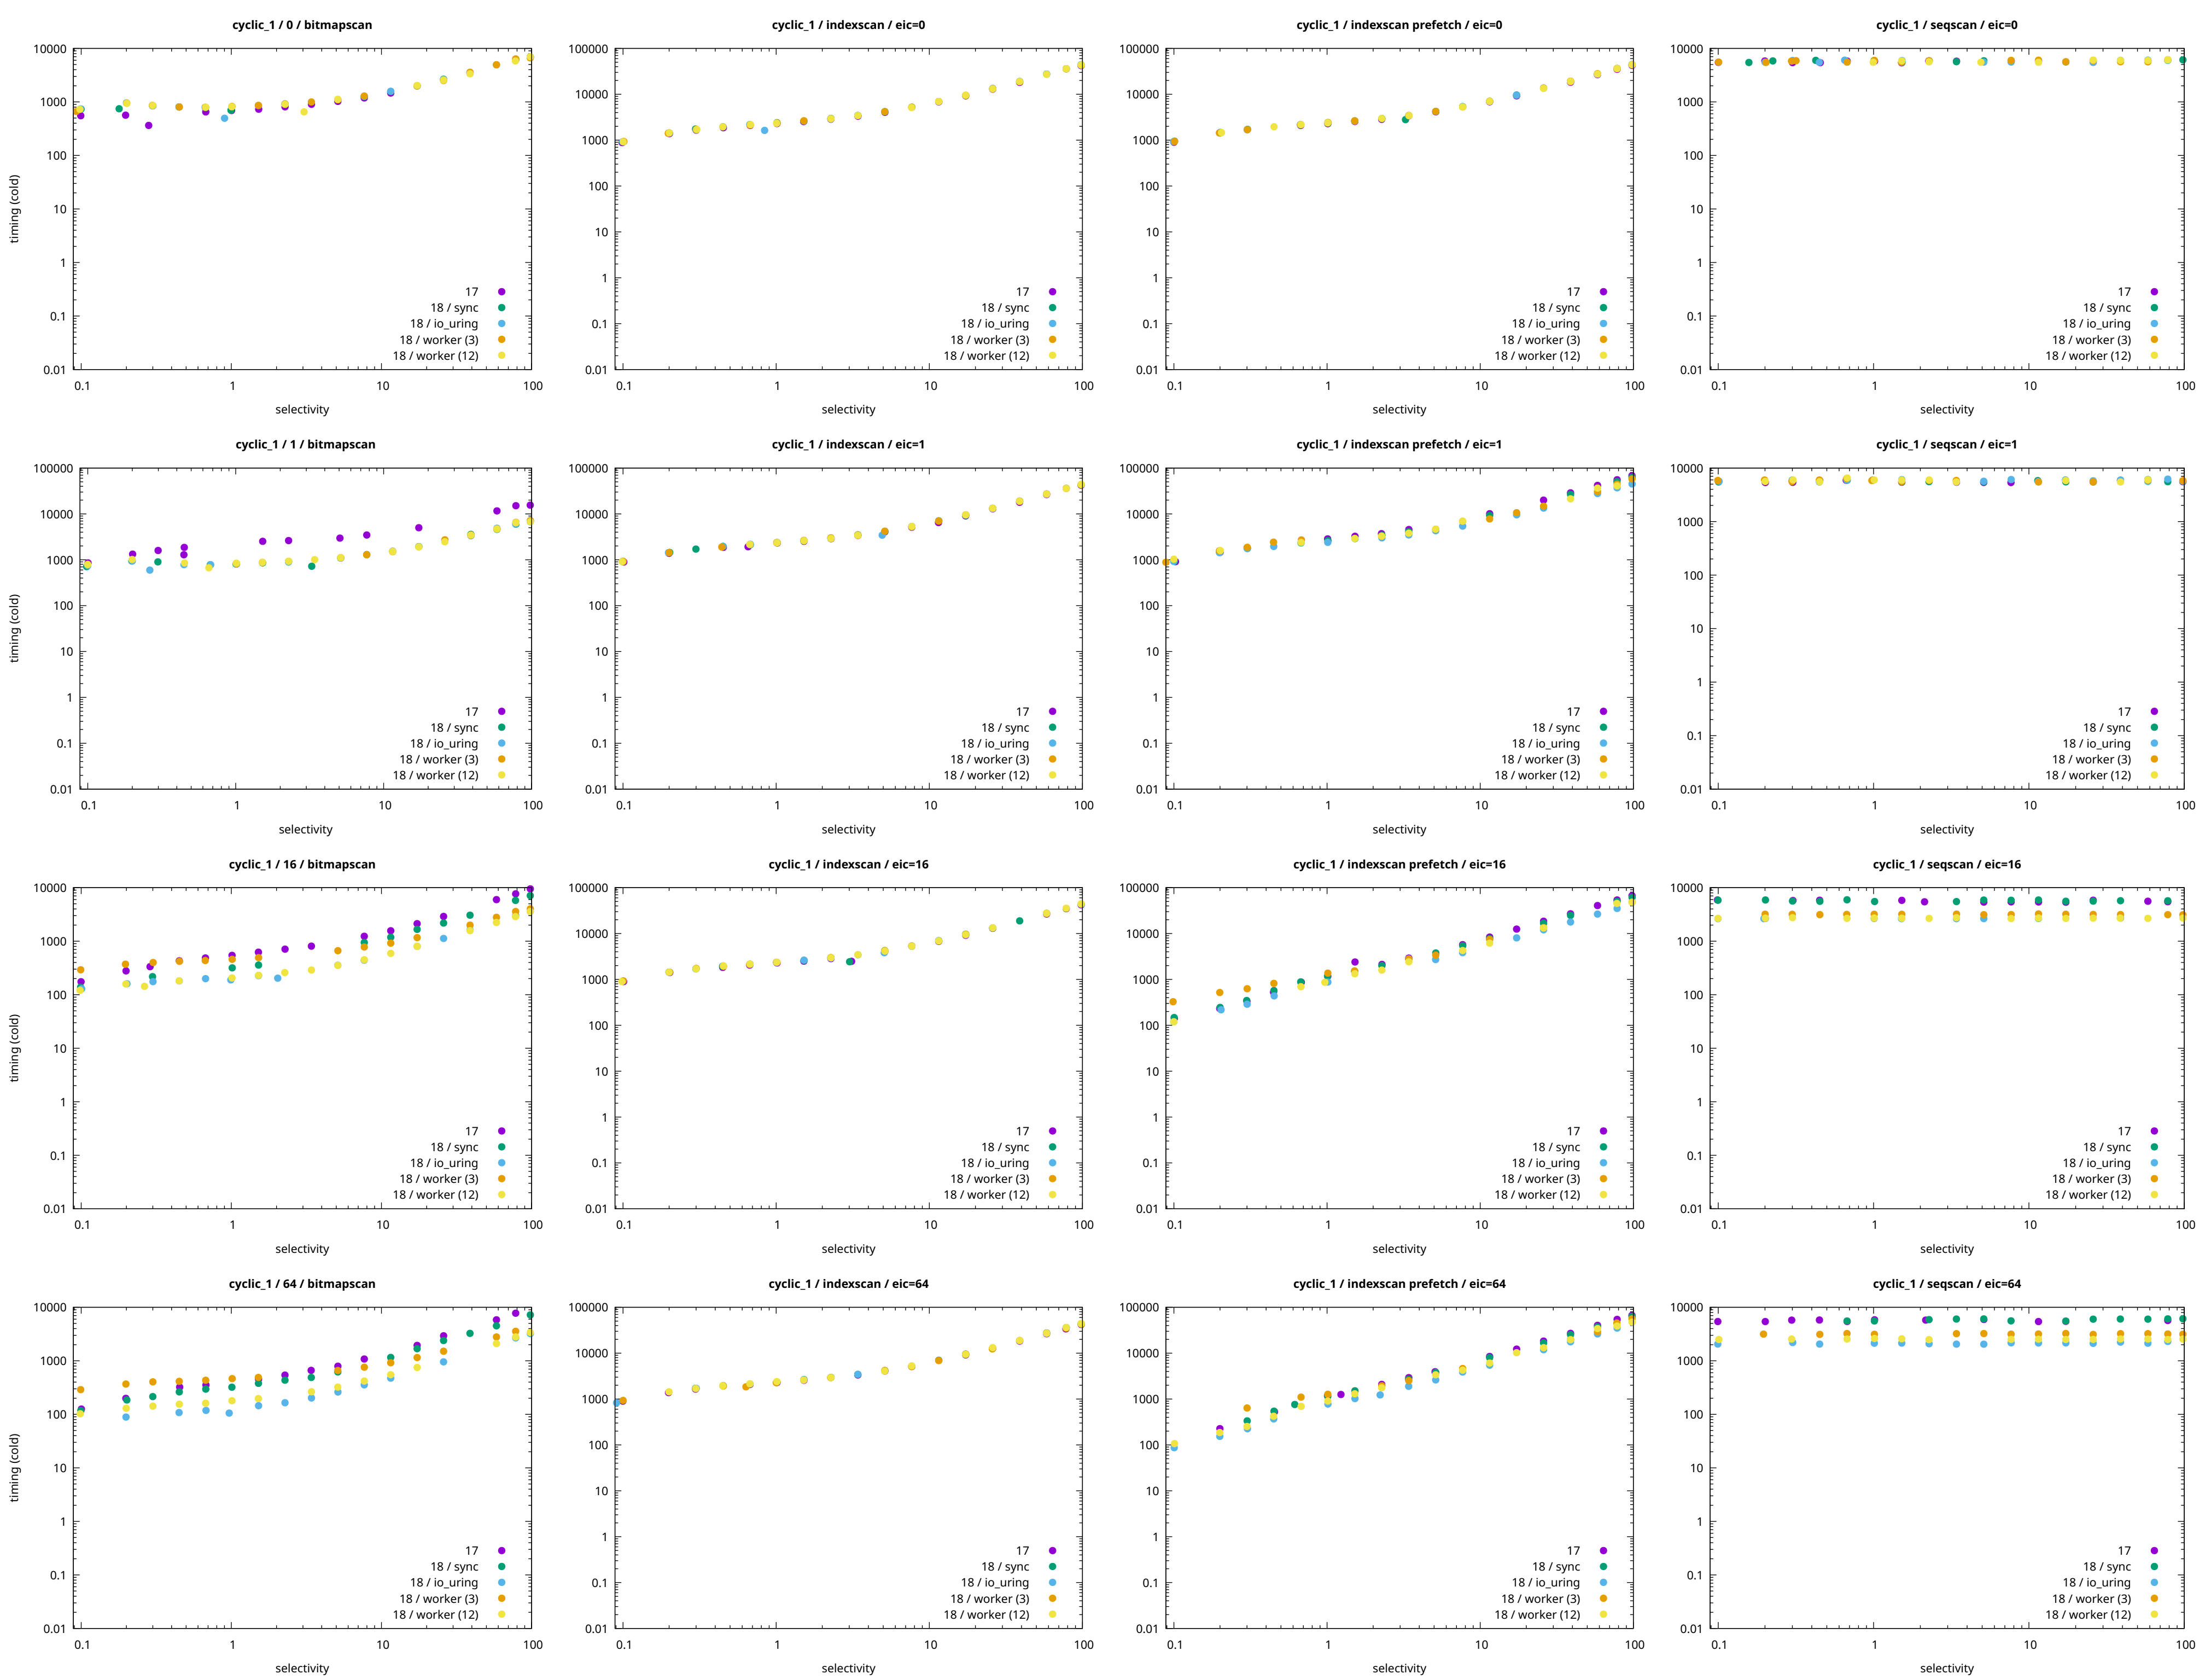 cyclic_1 / 0 / bitmapscan
timing (cold)
10000
1000
100
10
1
0.1
0.01
17
18 / sync
18 / io_uring
18 / worker (3)
18 / worker (12)
0.1 1 10 100
selectivity
cyclic_1 / indexscan / eic=0
100000
10000
1000
100
10
1
0.1
0.01
17
18 / sync
18 / io_uring
18 / worker (3)
18 / worker (12)
0.1 1 10 100
selectivity
cyclic_1 / indexscan prefetch / eic=0
100000
10000
1000
100
10
1
0.1
0.01
17
18 / sync
18 / io_uring
18 / worker (3)
18 / worker (12)
0.1 1 10 100
selectivity
cyclic_1 / seqscan / eic=0
10000
1000
100
10
1
0.1
0.01
17
18 / sync
18 / io_uring
18 / worker (3)
18 / worker (12)
0.1 1 10 100
selectivity
cyclic_1 / 1 / bitmapscan
timing (cold)
100000
10000
1000
100
10
1
0.1
0.01
17
18 / sync
18 / io_uring
18 / worker (3)
18 / worker (12)
0.1 1 10 100
selectivity
cyclic_1 / indexscan / eic=1
100000
10000
1000
100
10
1
0.1
0.01
17
18 / sync
18 / io_uring
18 / worker (3)
18 / worker (12)
0.1 1 10 100
selectivity
cyclic_1 / indexscan prefetch / eic=1
100000
10000
1000
100
10
1
0.1
0.01
17
18 / sync
18 / io_uring
18 / worker (3)
18 / worker (12)
0.1 1 10 100
selectivity
cyclic_1 / seqscan / eic=1
10000
1000
100
10
1
0.1
0.01
17
18 / sync
18 / io_uring
18 / worker (3)
18 / worker (12)
0.1 1 10 100
selectivity
cyclic_1 / 16 / bitmapscan
timing (cold)
10000
1000
100
10
1
0.1
0.01
17
18 / sync
18 / io_uring
18 / worker (3)
18 / worker (12)
0.1 1 10 100
selectivity
cyclic_1 / indexscan / eic=16
100000
10000
1000
100
10
1
0.1
0.01
17
18 / sync
18 / io_uring
18 / worker (3)
18 / worker (12)
0.1 1 10 100
selectivity
cyclic_1 / indexscan prefetch / eic=16
100000
10000
1000
100
10
1
0.1
0.01
17
18 / sync
18 / io_uring
18 / worker (3)
18 / worker (12)
0.1 1 10 100
selectivity
cyclic_1 / seqscan / eic=16
10000
1000
100
10
1
0.1
0.01
17
18 / sync
18 / io_uring
18 / worker (3)
18 / worker (12)
0.1 1 10 100
selectivity
cyclic_1 / 64 / bitmapscan
timing (cold)
10000
1000
100
10
1
0.1
0.01
17
18 / sync
18 / io_uring
18 / worker (3)
18 / worker (12)
0.1 1 10 100
selectivity
cyclic_1 / indexscan / eic=64
100000
10000
1000
100
10
1
0.1
0.01
17
18 / sync
18 / io_uring
18 / worker (3)
18 / worker (12)
0.1 1 10 100
selectivity
cyclic_1 / indexscan prefetch / eic=64
100000
10000
1000
100
10
1
0.1
0.01
17
18 / sync
18 / io_uring
18 / worker (3)
18 / worker (12)
0.1 1 10 100
selectivity
cyclic_1 / seqscan / eic=64
10000
1000
100
10
1
0.1
0.01
17
18 / sync
18 / io_uring
18 / worker (3)
18 / worker (12)
0.1 1 10 100
selectivity